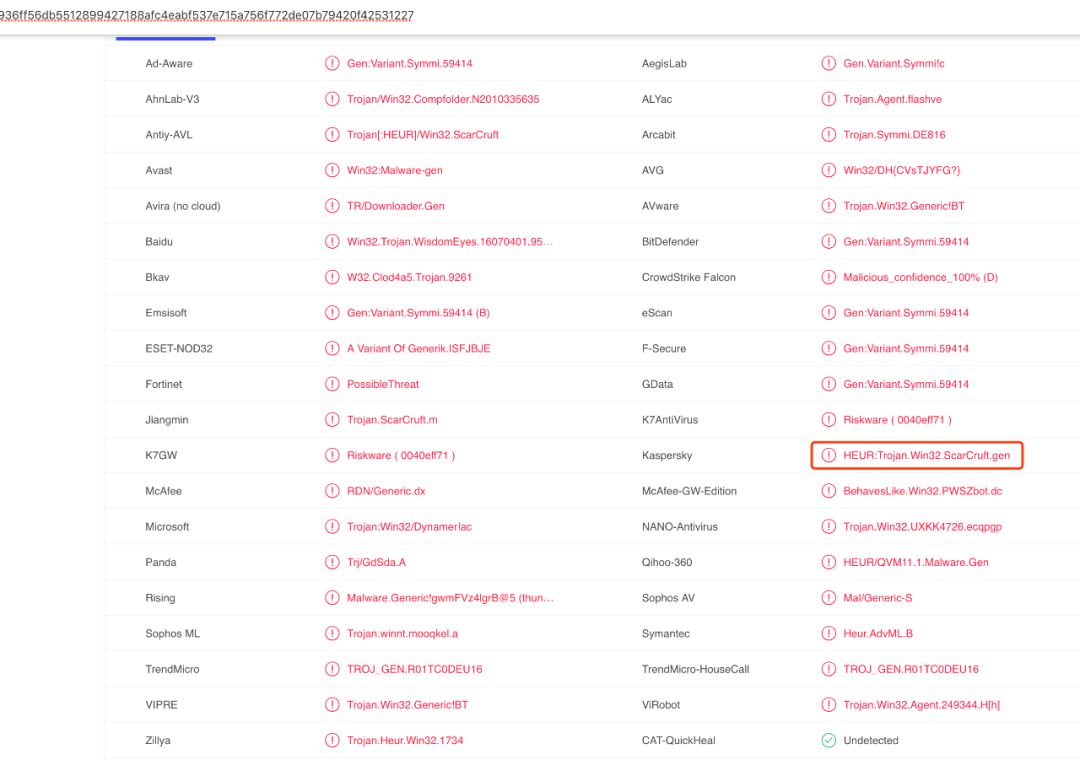 936ff56db5512899427188afc4eabf537e715a756f772de07b79420f42531227
Ad-Aware Gen:Variant.Symmi.59414 AegisLab Gen.Variant.Symmi!c
AhnLab-V3 Trojan/Win32.Compfolder.N2010335635 ALYac Trojan.Agent.flashve
Antiy-AVL Trojan[:HEUR]/Win32.ScarCruft Arcabit Trojan.Symmi.DE816
Avast Win32:Malware-gen AVG Win32/DH{CVsTJYFG?}
Avira (no cloud) TR/Downloader.Gen AVware Trojan.Win32.Generic!BT
Baidu Win32.Trojan.WisdomEyes.16070401.95… BitDefender Gen:Variant.Symmi.59414
Bkav W32.Clod4a5.Trojan.9261 CrowdStrike Falcon Malicious_confidence_100% (D)
Emsisoft Gen:Variant.Symmi.59414 (B) eScan Gen:Variant.Symmi.59414
ESET-NOD32 A Variant Of Generik.ISFJBJE F-Secure Gen:Variant.Symmi.59414
Fortinet PossibleThreat GData Gen:Variant.Symmi.59414
Jiangmin Trojan.ScarCruft.m K7AntiVirus Riskware ( 0040eff71 )
K7GW Riskware ( 0040eff71 ) Kaspersky HEUR:Trojan.Win32.ScarCruft.gen
McAfee RDN/Generic.dx McAfee-GW-Edition BehavesLike.Win32.PWSZbot.dc
Microsoft Trojan:Win32/Dynamer!ac NANO-Antivirus Trojan.Win32.UXKK4726.ecqpgp
Panda Trj/GdSda.A Qihoo-360 HEUR/QVM11.1.Malware.Gen
Rising Malware.Generic!gwmFVz4IgrB@5 (thun… Sophos AV Mal/Generic-S
Sophos ML Trojan.winnt.mooqkel.a Symantec Heur.AdvML.B
TrendMicro TROJ_GEN.R01TC0DEU16 TrendMicro-HouseCall TROJ_GEN.R01TC0DEU16
VIPRE Trojan.Win32.Generic!BT ViRobot Trojan.Win32.Agent.249344.H[h]
Zillya Trojan.Heur.Win32.1734 CAT-QuickHeal Undetected